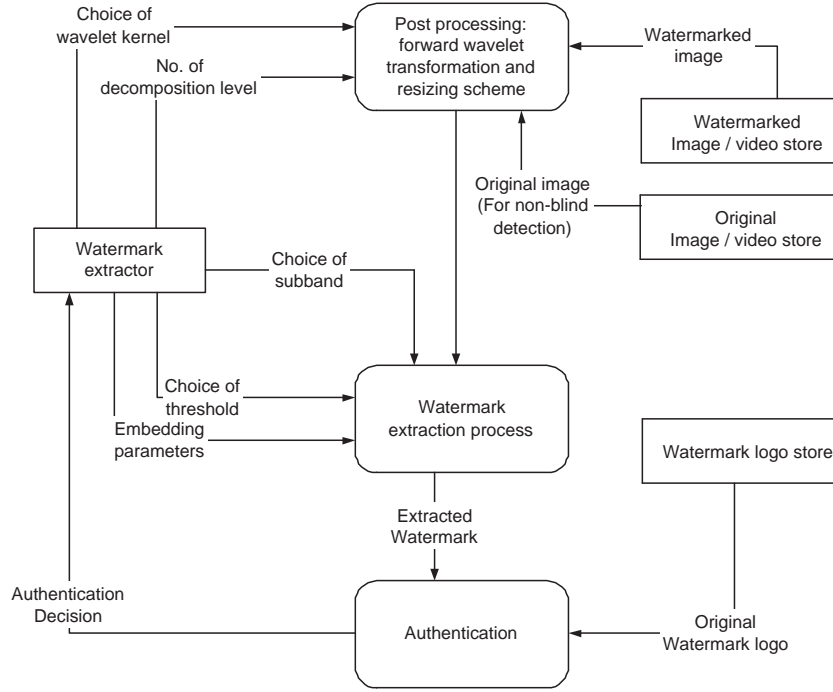 Choice of
wavelet kernel
No. of
decomposition level
Post processing:
forward wavelet
transformation and
resizing scheme
Watermarked
image
Watermarked
Image / video store
Original image
(For non-blind
detection)
Original
Image / video store
Watermark
extractor
Choice of
subband
Choice of
threshold
Embedding
parameters
Watermark
extraction process
Watermark logo store
Extracted
Watermark
Authentication
Decision
Authentication
Original
Watermark logo